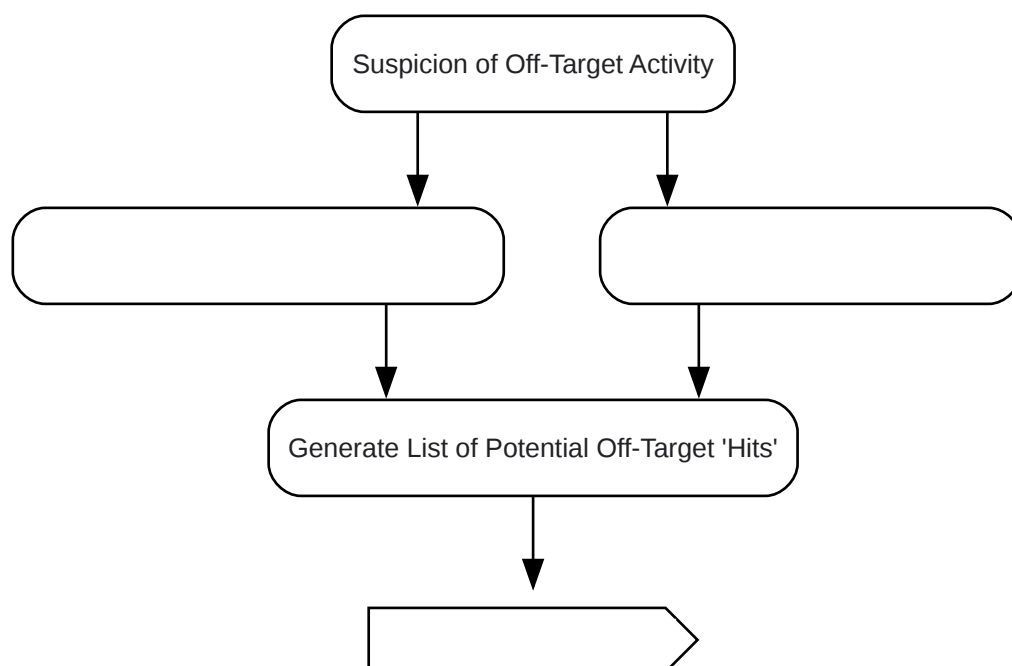 Suspicion of Off-Target Activity
Generate List of Potential Off-Target 'Hits'